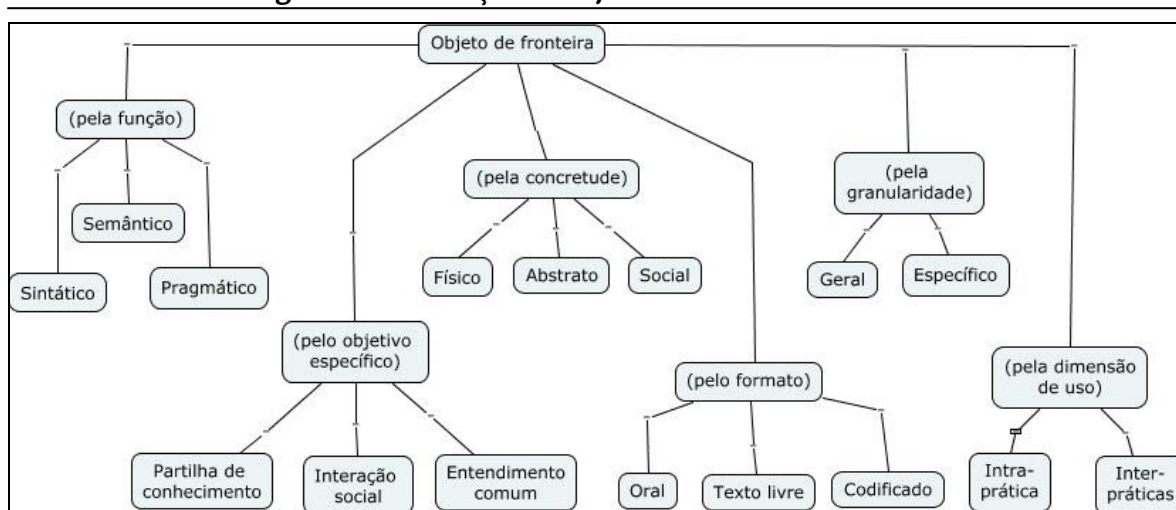 Objeto de fronteira
(pela função)
Sintático
Semântico
Pragmático
(pelo objetivo
específico)
Partilha de
conhecimento
Interação
social
Entendimento
comum
(pela concretude)
Físico
Abstrato
Social
(pelo formato)
Oral
Texto livre
Codificado
(pela
granularidade)
Geral
Específico
(pela dimensão
de uso)
Intra-
prática
Inter-
práticas